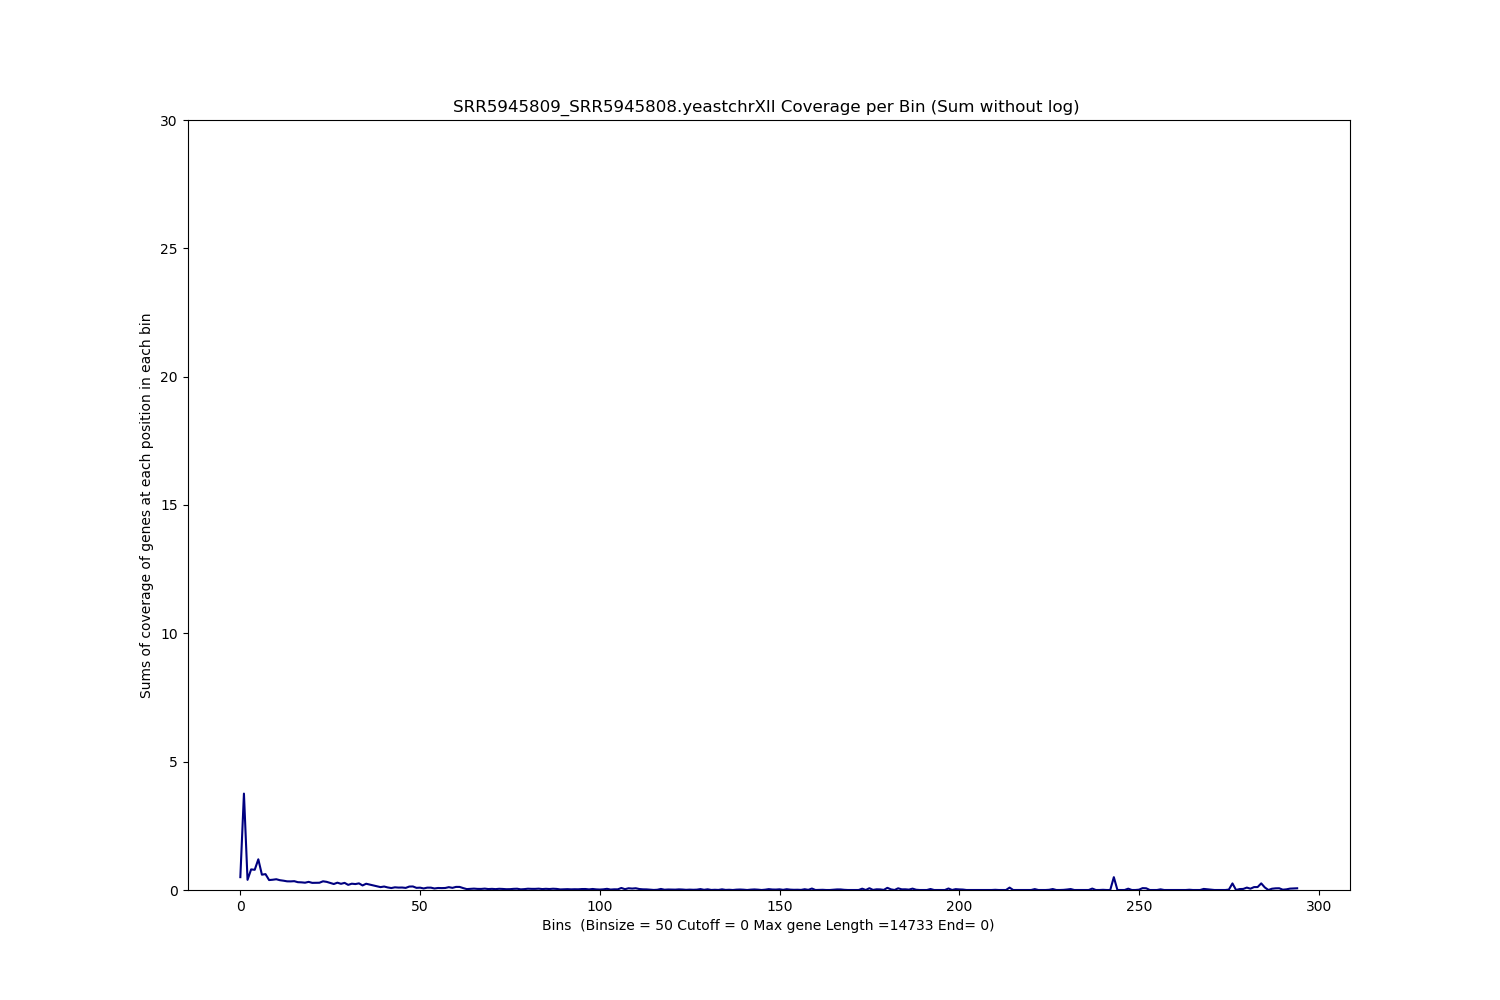 SRR5945809_SRR5945808.yeastchrXII Coverage per Bin (Sum without log)
30
25
20
15
10
5
0
Sums of coverage of genes at each position in each bin
0 50 100 150 200 250 300
Bins  (Binsize = 50 Cutoff = 0 Max gene Length =14733 End= 0)